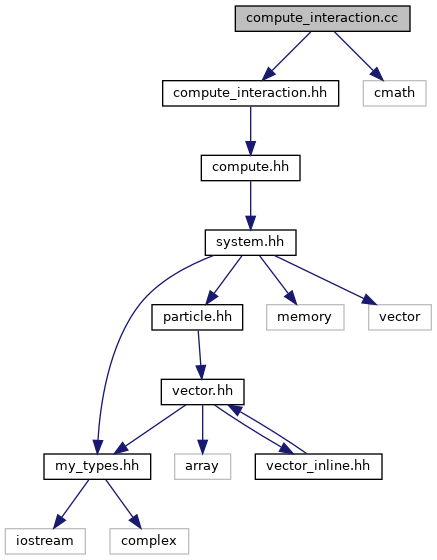 compute_interaction.cc
compute_interaction.hh
cmath
compute.hh
system.hh
particle.hh
memory
vector
vector.hh
my_types.hh
array
vector_inline.hh
iostream
complex